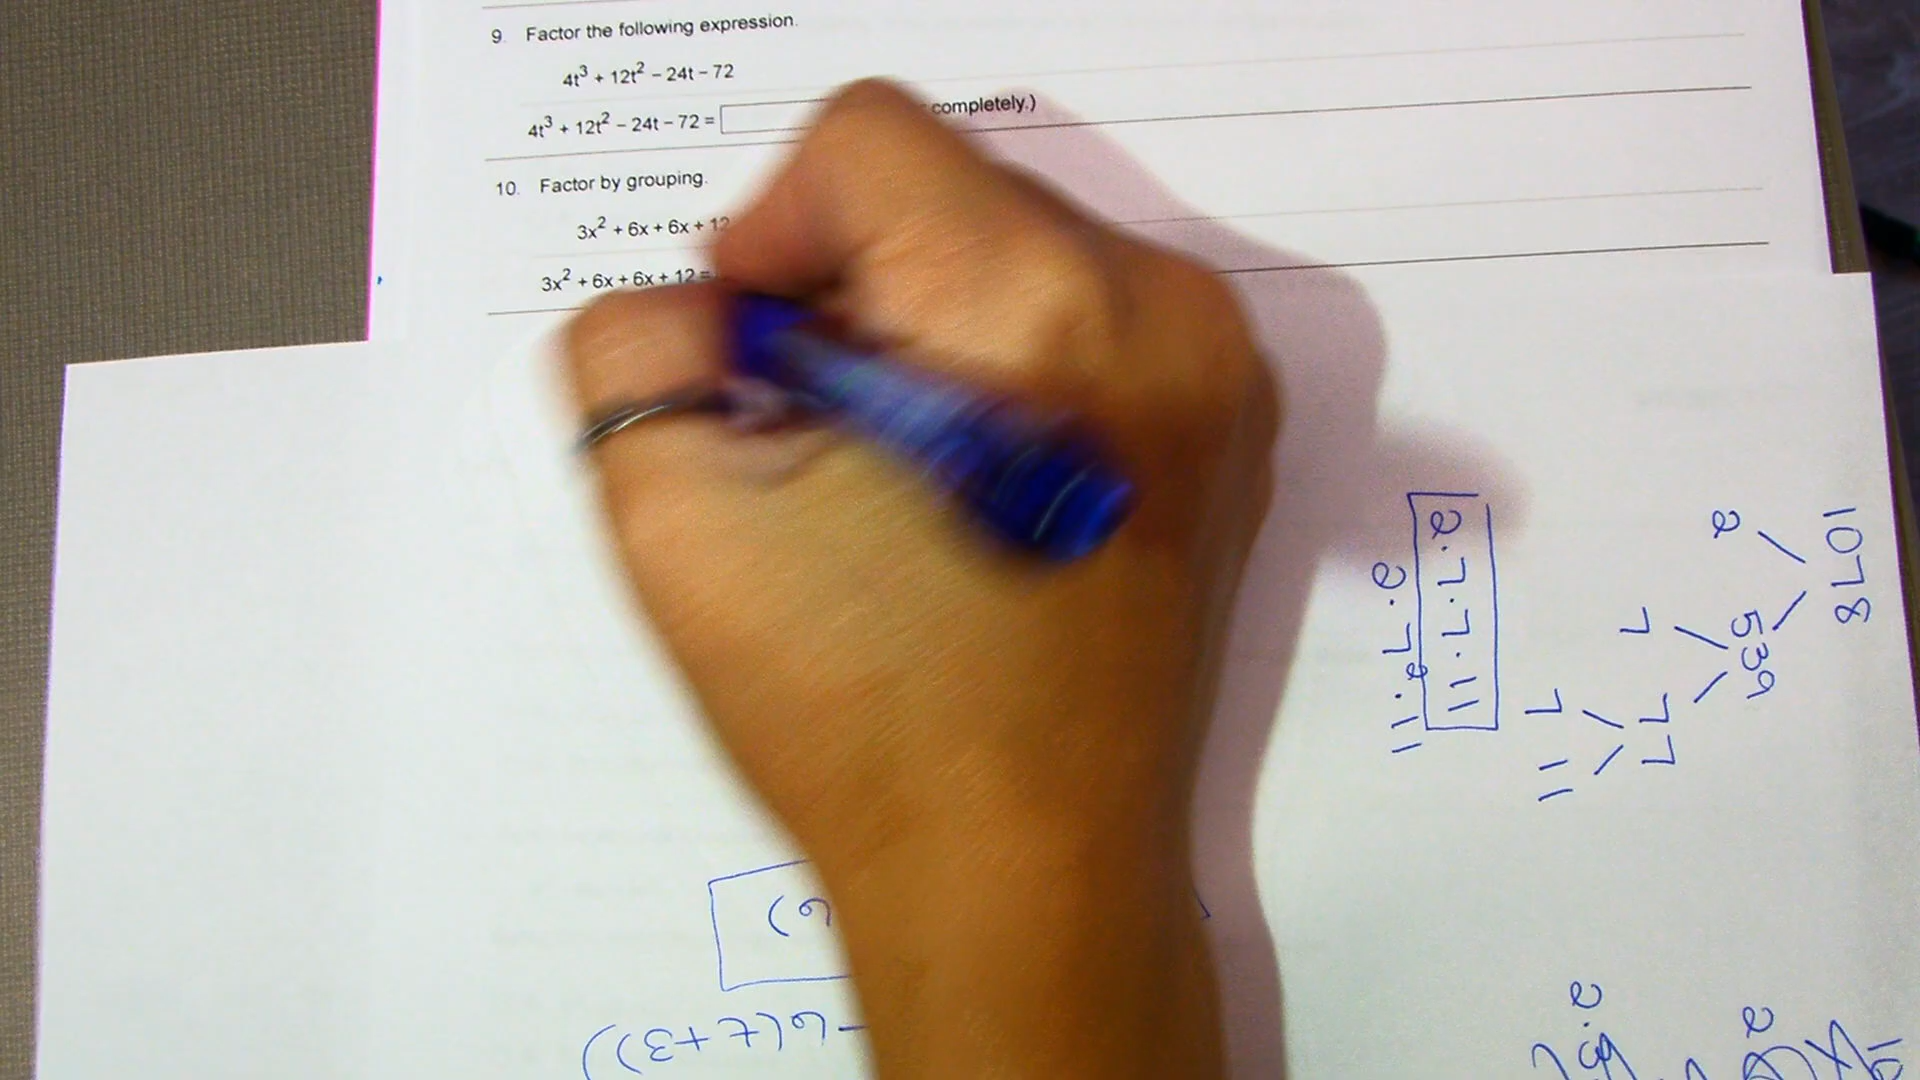 9. Factor the following expression.
4t³ + 12t² − 24t − 72
4t³ + 12t² − 24t − 72 = completely.)
10. Factor by grouping.
3x² + 6x + 6x + 12
3x² + 6x + 6x + 12 =
1078
2 539
7 77
7 11
2·7·7·11
2·7²·11
6)
−6(t+3))